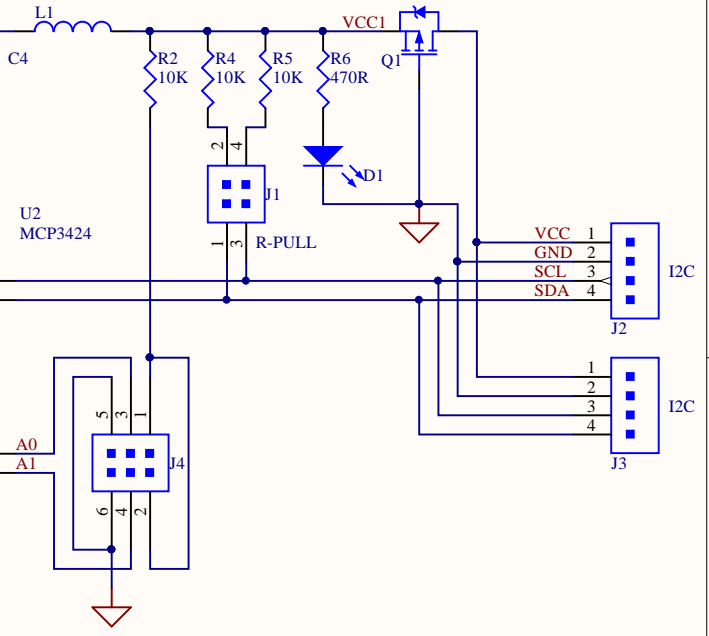 L1
VCC1
C4
R2
10K
R4
10K
R5
10K
R6
470R
Q1
2
4
D1
J1
U2
MCP3424
1
3
R-PULL
VCC 1
GND 2
SCL 3
SDA 4
I2C
J2
1
2
3
4
I2C
J3
5
3
1
A0
A1
J4
6
4
2